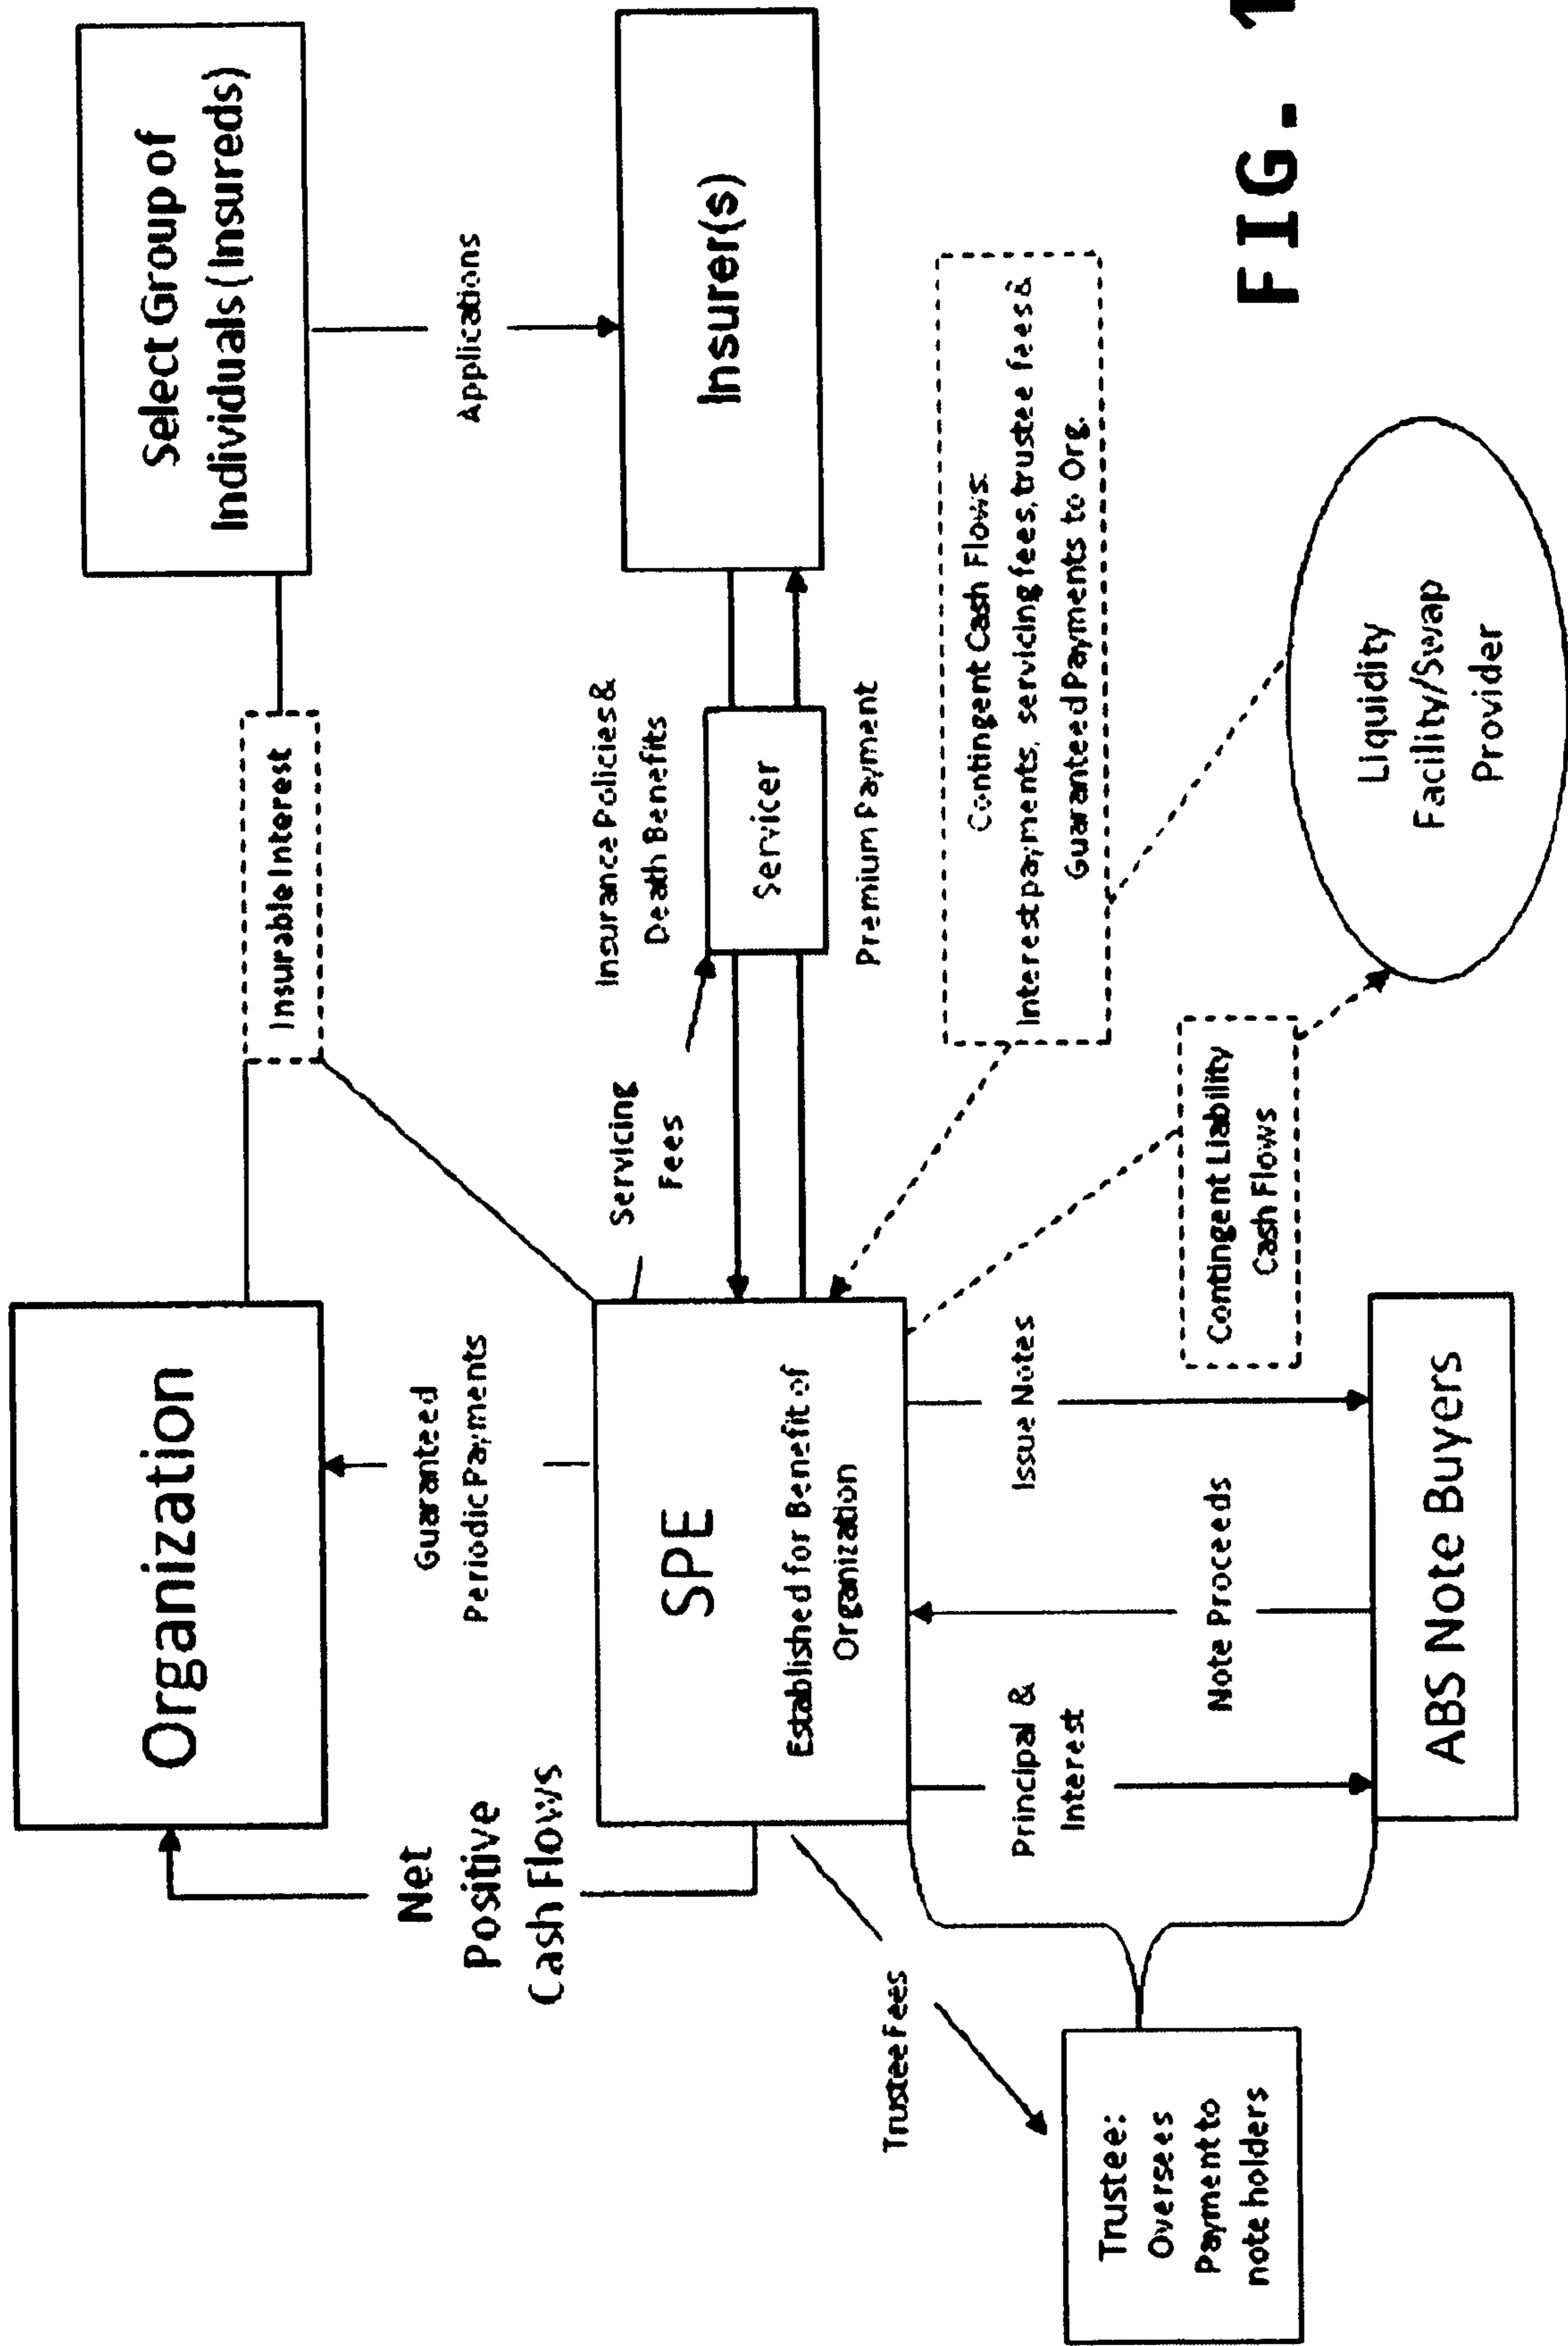 Organization
Select Group of
Individuals (Insureds)
Insurable Interest
Net
Positive
Cash Flows
Guaranteed
Periodic Payments
Applications
Servicing
Fees
Insurance Policies &
Death Benefits
SPE
Established for Benefit of
Organization
Servicer
Insurer(s)
Premium Payment
Trustee Fees
Principal &
Interest
Note Proceeds
Issue Notes
Contingent Cash Flows:
Interest payments, servicing fees, trustee fees &
Guaranteed Payments to Org.
Trustee:
Oversees
Payment to
note holders
Contingent Liability
Cash Flows
Liquidity
Facility/Swap
Provider
ABS Note Buyers
FIG. 1